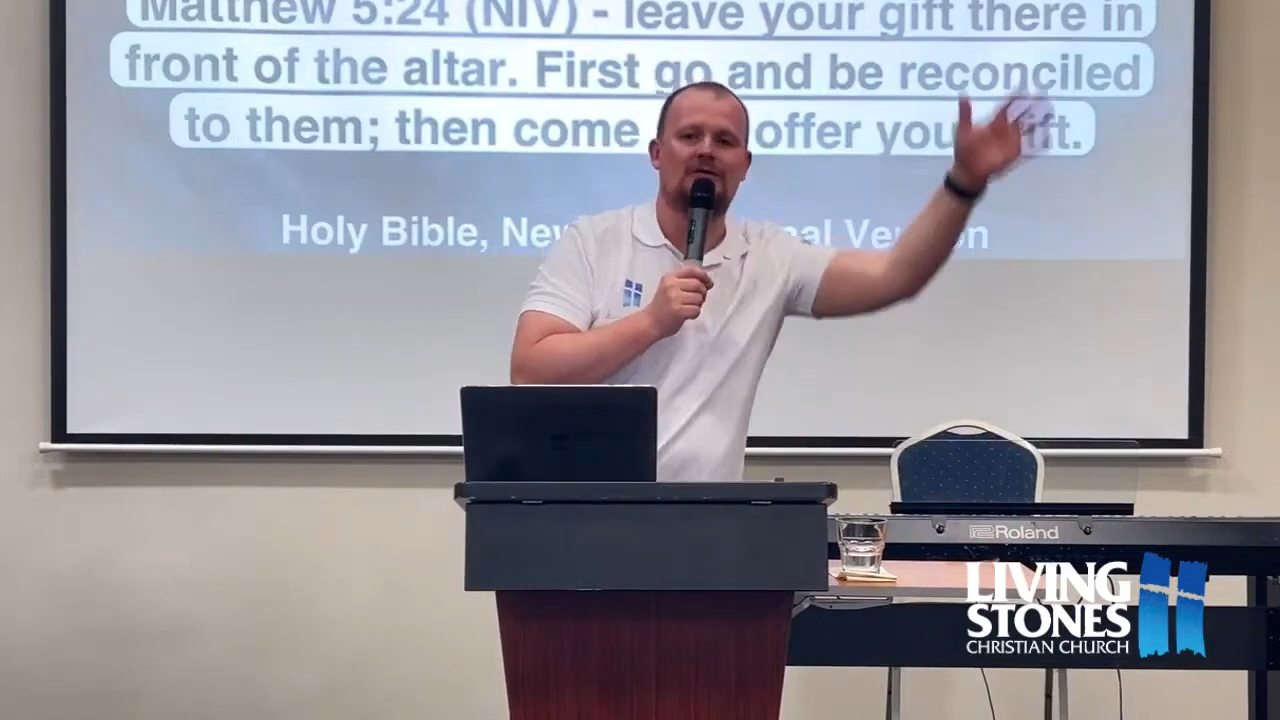 Matthew 5:24 (NIV) - leave your gift there in
front of the altar. First go and be reconciled
to them; then come offer
Holy Bible,
Roland
LIVING
STONES
CHRISTIAN CHURCH